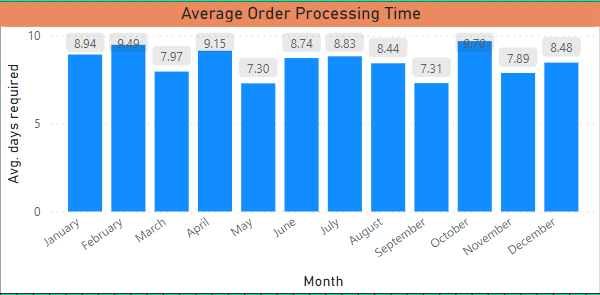 Average Order Processing Time
Avg. days required
10
5
0
8.94
9.49
7.97
9.15
7.30
8.74
8.83
8.44
7.31
9.70
7.89
8.48
January
February
March
April
May
June
July
August
September
October
November
December
Month